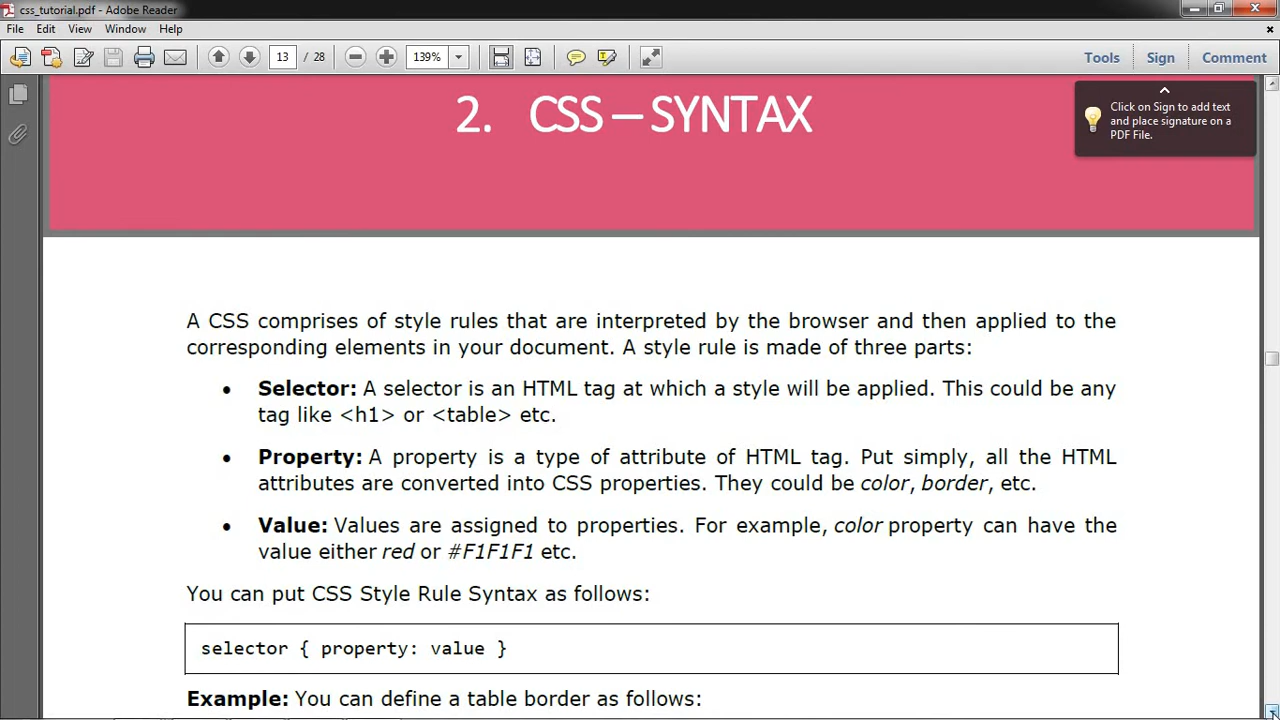 css_tutorial.pdf - Adobe Reader
File Edit View Window Help
13 / 28 139% Tools Sign Comment
2. CSS – SYNTAX
Click on Sign to add text
and place signature on a
PDF File.
A CSS comprises of style rules that are interpreted by the browser and then applied to the
corresponding elements in your document. A style rule is made of three parts:
• Selector: A selector is an HTML tag at which a style will be applied. This could be any
tag like <h1> or <table> etc.
• Property: A property is a type of attribute of HTML tag. Put simply, all the HTML
attributes are converted into CSS properties. They could be color, border, etc.
• Value: Values are assigned to properties. For example, color property can have the
value either red or #F1F1F1 etc.
You can put CSS Style Rule Syntax as follows:
selector { property: value }
Example: You can define a table border as follows: